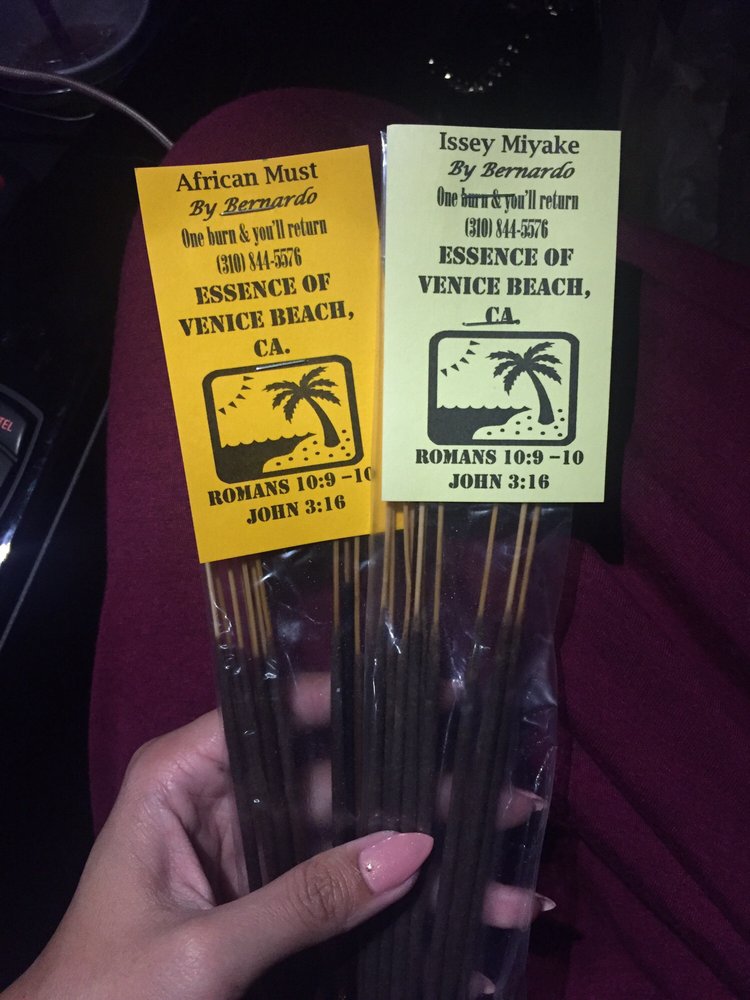 African Must
By Bernardo
One burn & you'll return
(310) 844-5576
ESSENCE OF
VENICE BEACH,
CA.
ROMANS 10:9 –10
JOHN 3:16
Issey Miyake
By Bernardo
One burn & you'll return
(310) 844-5576
ESSENCE OF
VENICE BEACH,
CA.
ROMANS 10:9 –10
JOHN 3:16